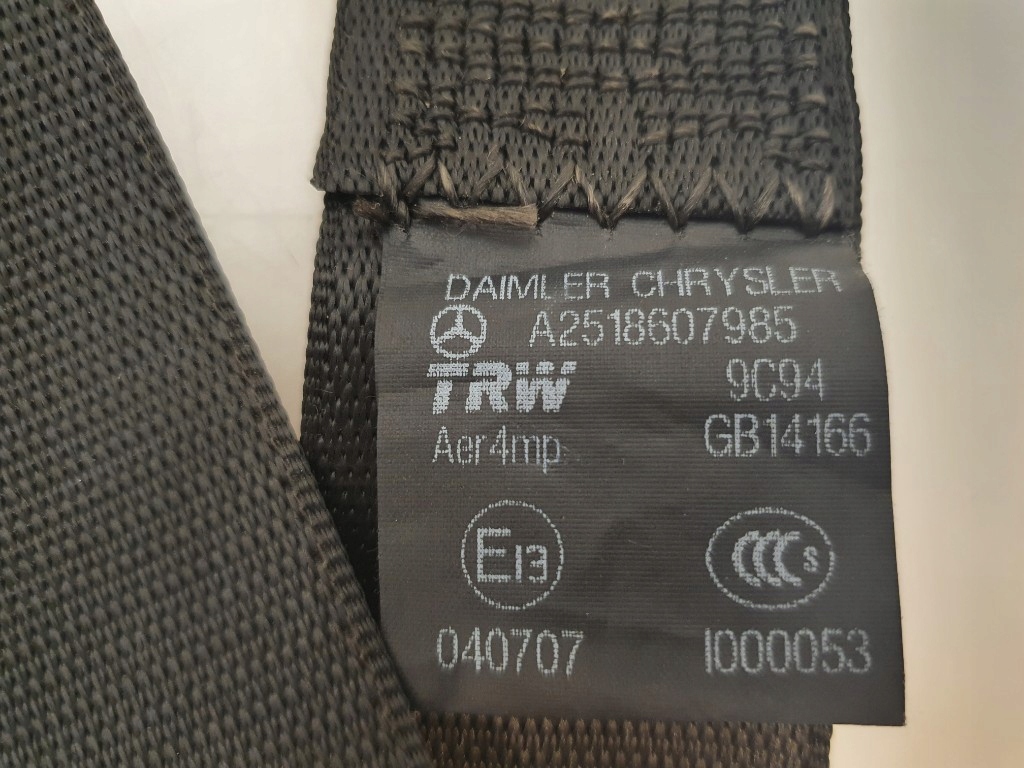 DAIMLER CHRYSLER
A2518607985
TRW 9C94
Aer4mp GB14166
E13 CCC S
040707 I000053